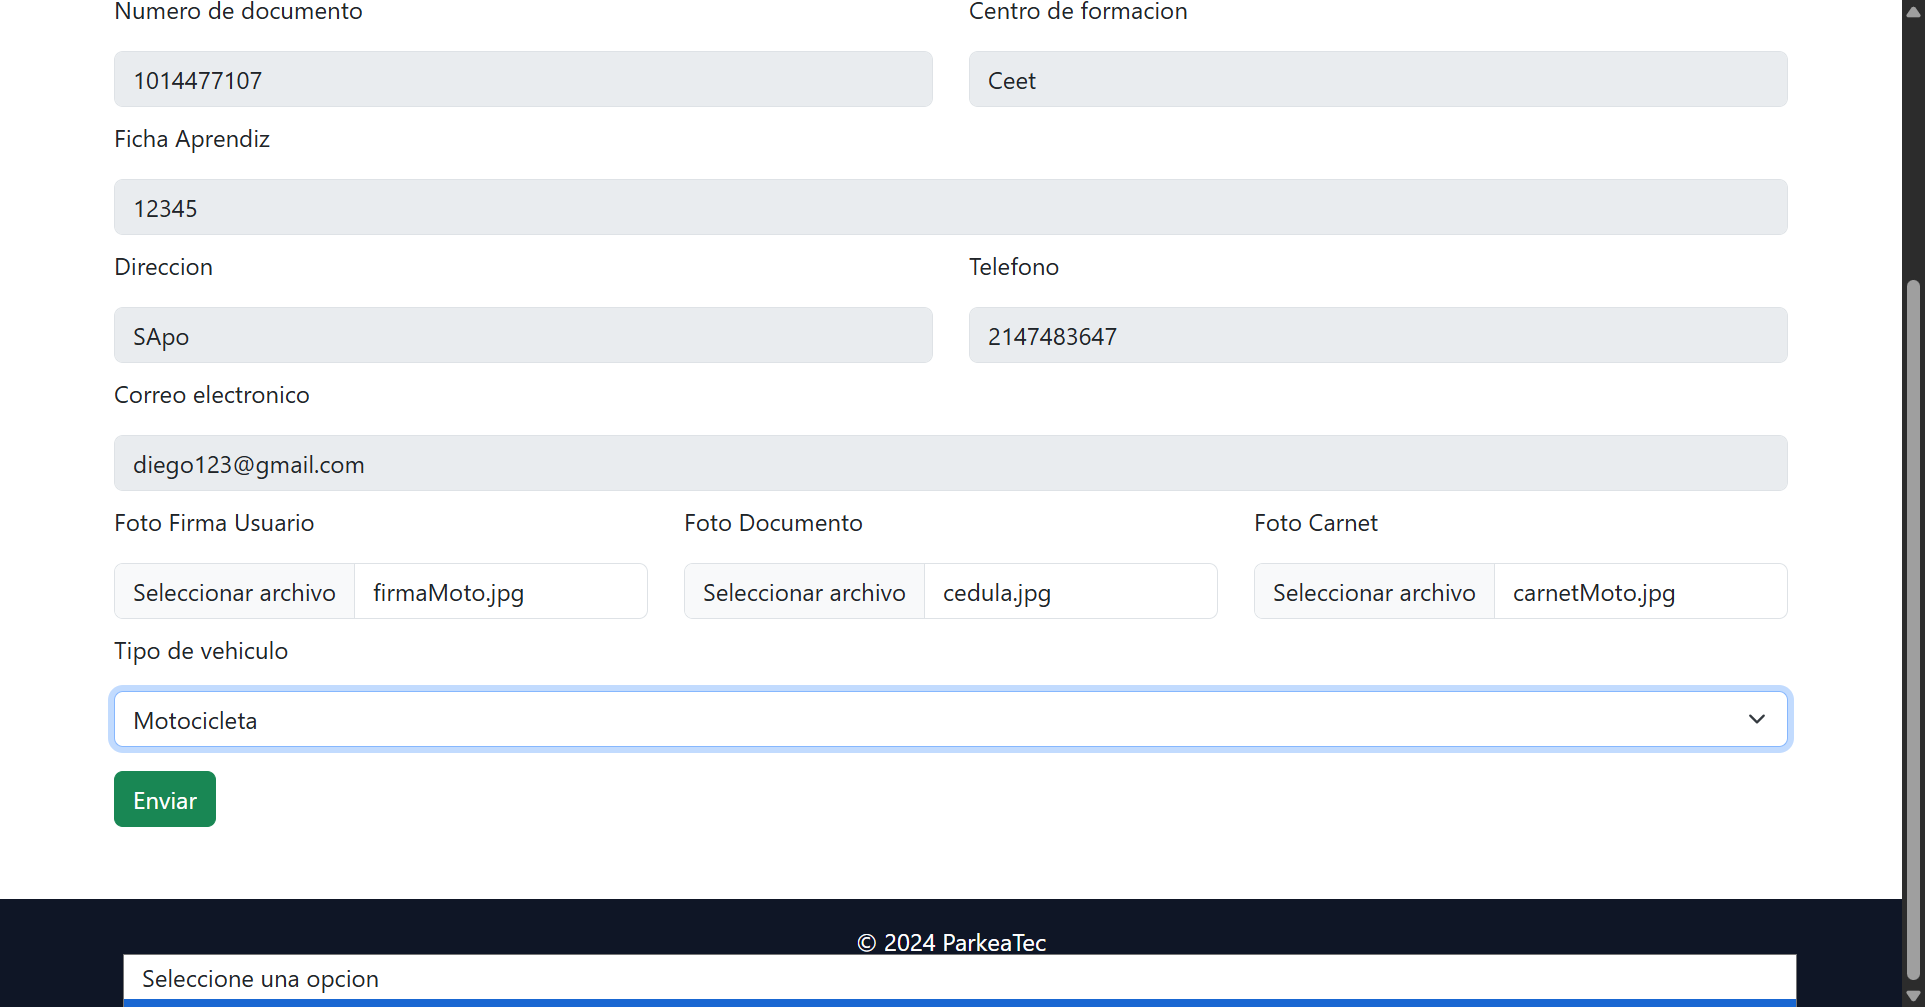 Numero de documento
Centro de formacion
1014477107
Ceet
Ficha Aprendiz
12345
Direccion
Telefono
SApo
2147483647
Correo electronico
diego123@gmail.com
Foto Firma Usuario
Foto Documento
Foto Carnet
Seleccionar archivo firmaMoto.jpg
Seleccionar archivo cedula.jpg
Seleccionar archivo carnetMoto.jpg
Tipo de vehiculo
Motocicleta
Enviar
© 2024 ParkeaTec
Seleccione una opcion